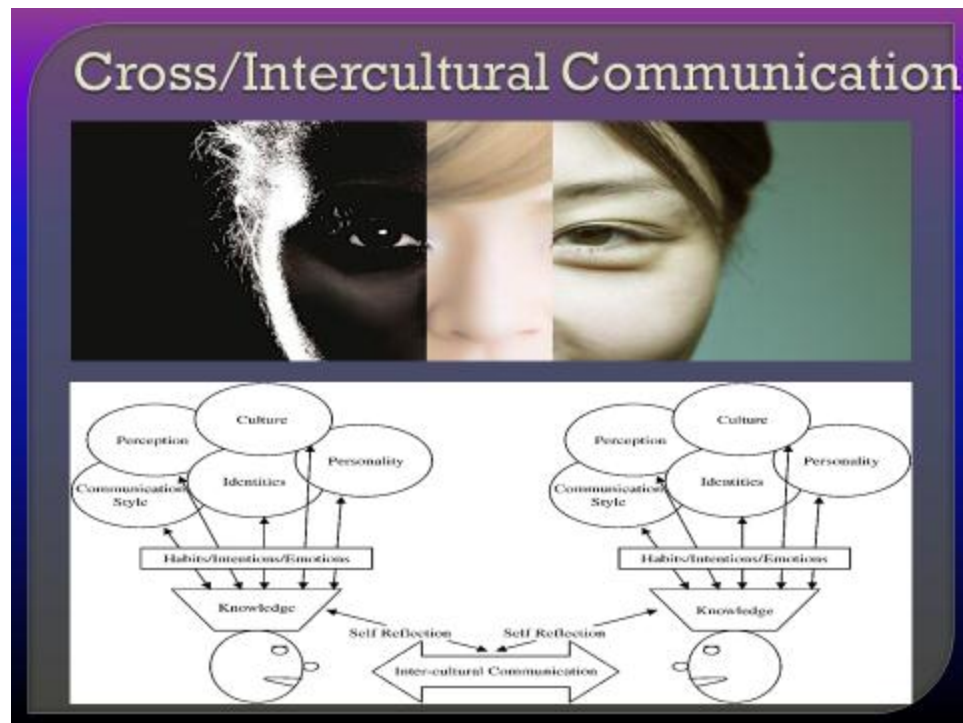 Cross/Intercultural Communication
Culture
Perception
Personality
Identities
Communication
Style
Habits/Intentions/Emotions
Knowledge
Self Reflection
Culture
Perception
Personality
Identities
Communication
Style
Habits/Intentions/Emotions
Knowledge
Self Reflection
Inter-cultural Communication